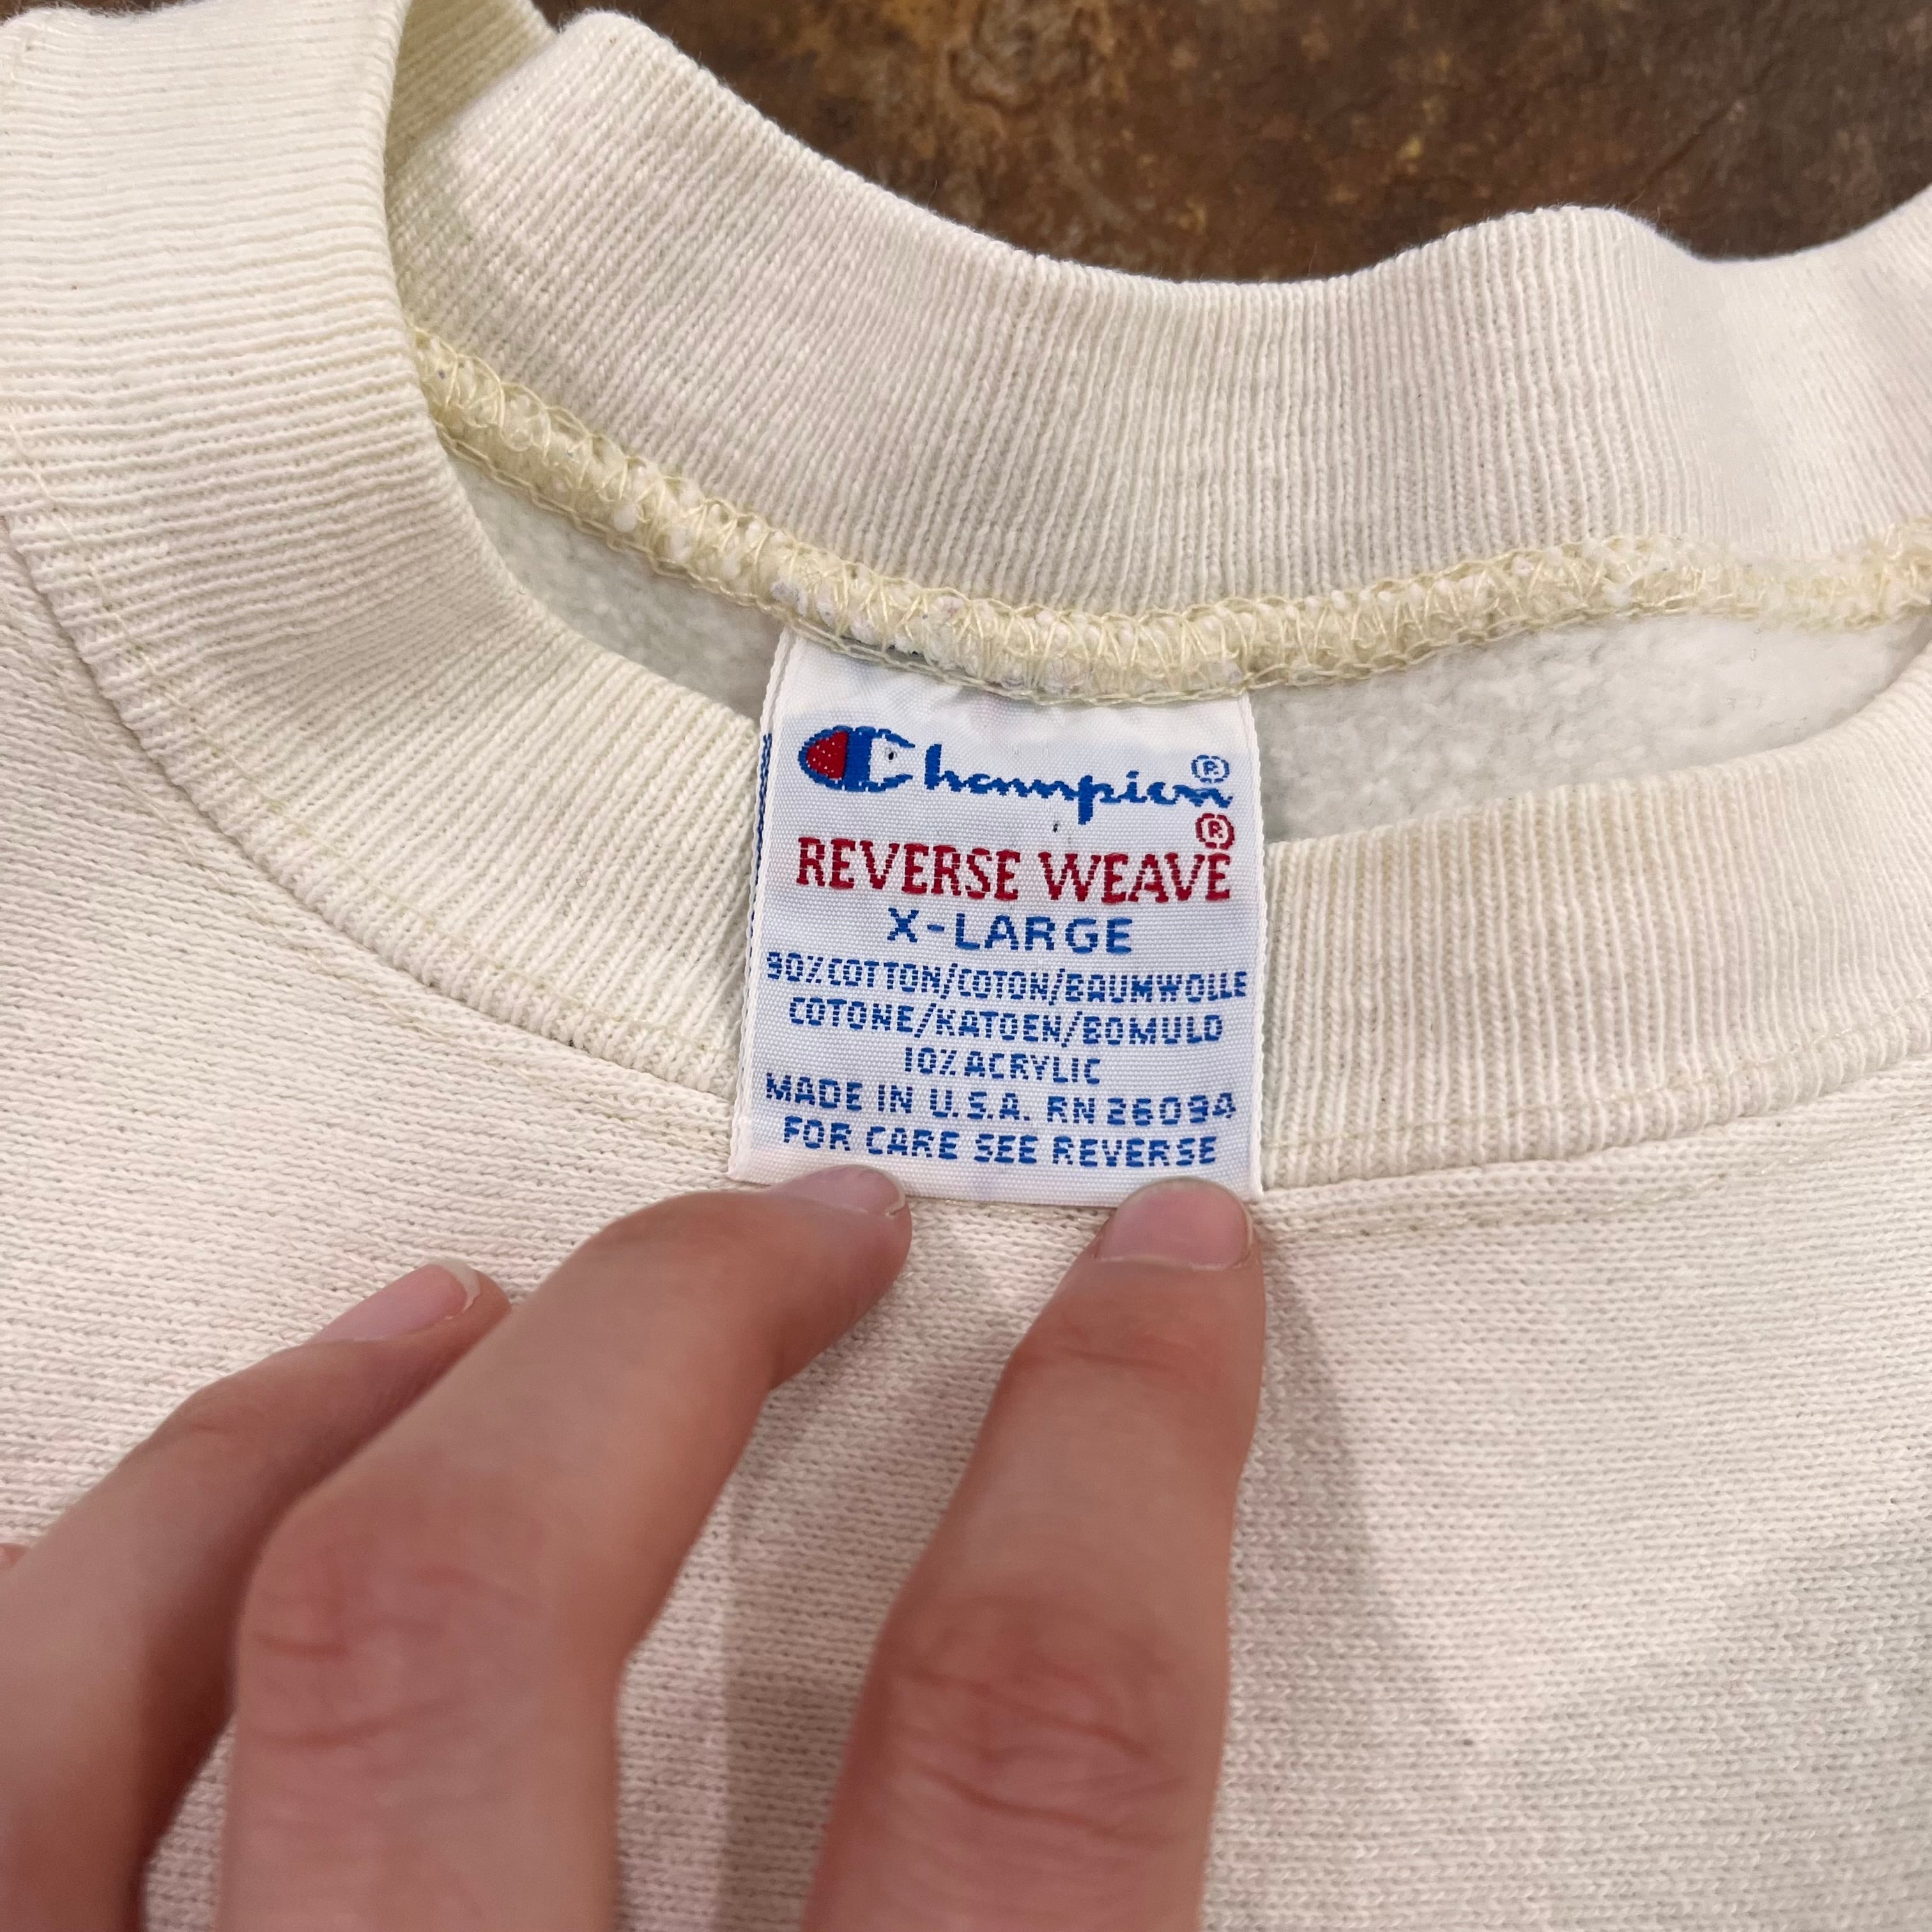 Champion®
REVERSE WEAVE®
X-LARGE
90% COTTON/COTON/BAUMWOLLE
COTONE/KATOEN/BOMULD
10% ACRYLIC
MADE IN U.S.A. RN 26094
FOR CARE SEE REVERSE